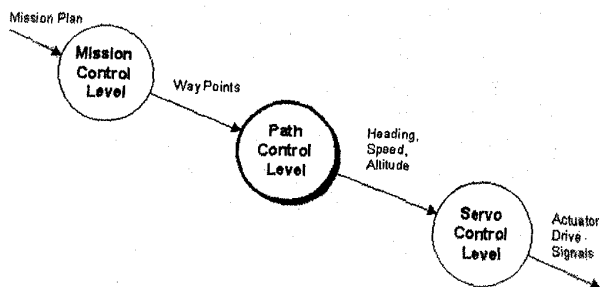 Mission Plan
Mission
Control
Level
Way Points
Path
Control
Level
Heading,
Speed,
Altitude
Servo
Control
Level
Actuator
Drive
Signals